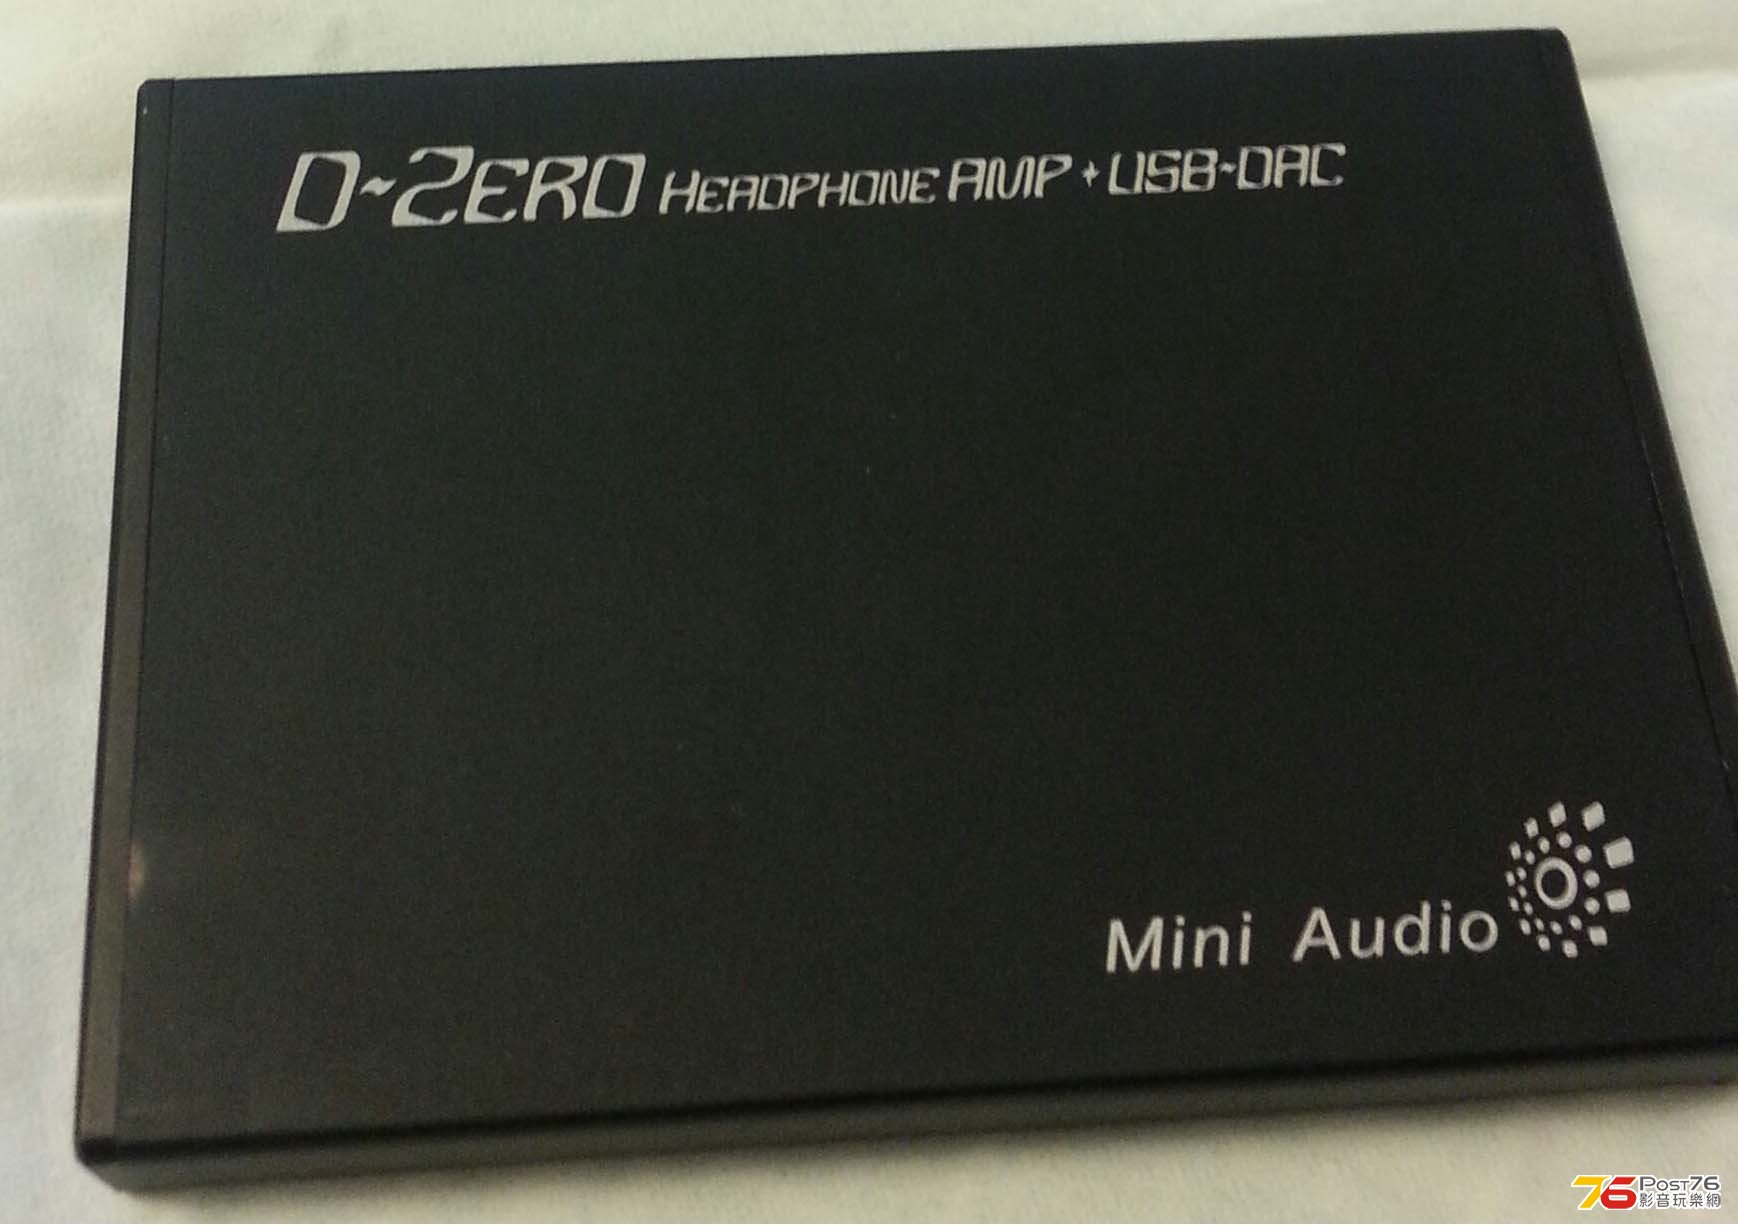 D-ZERO HEADPHONE AMP + USB-DAC
Mini Audio
76 POST76
影音玩樂網